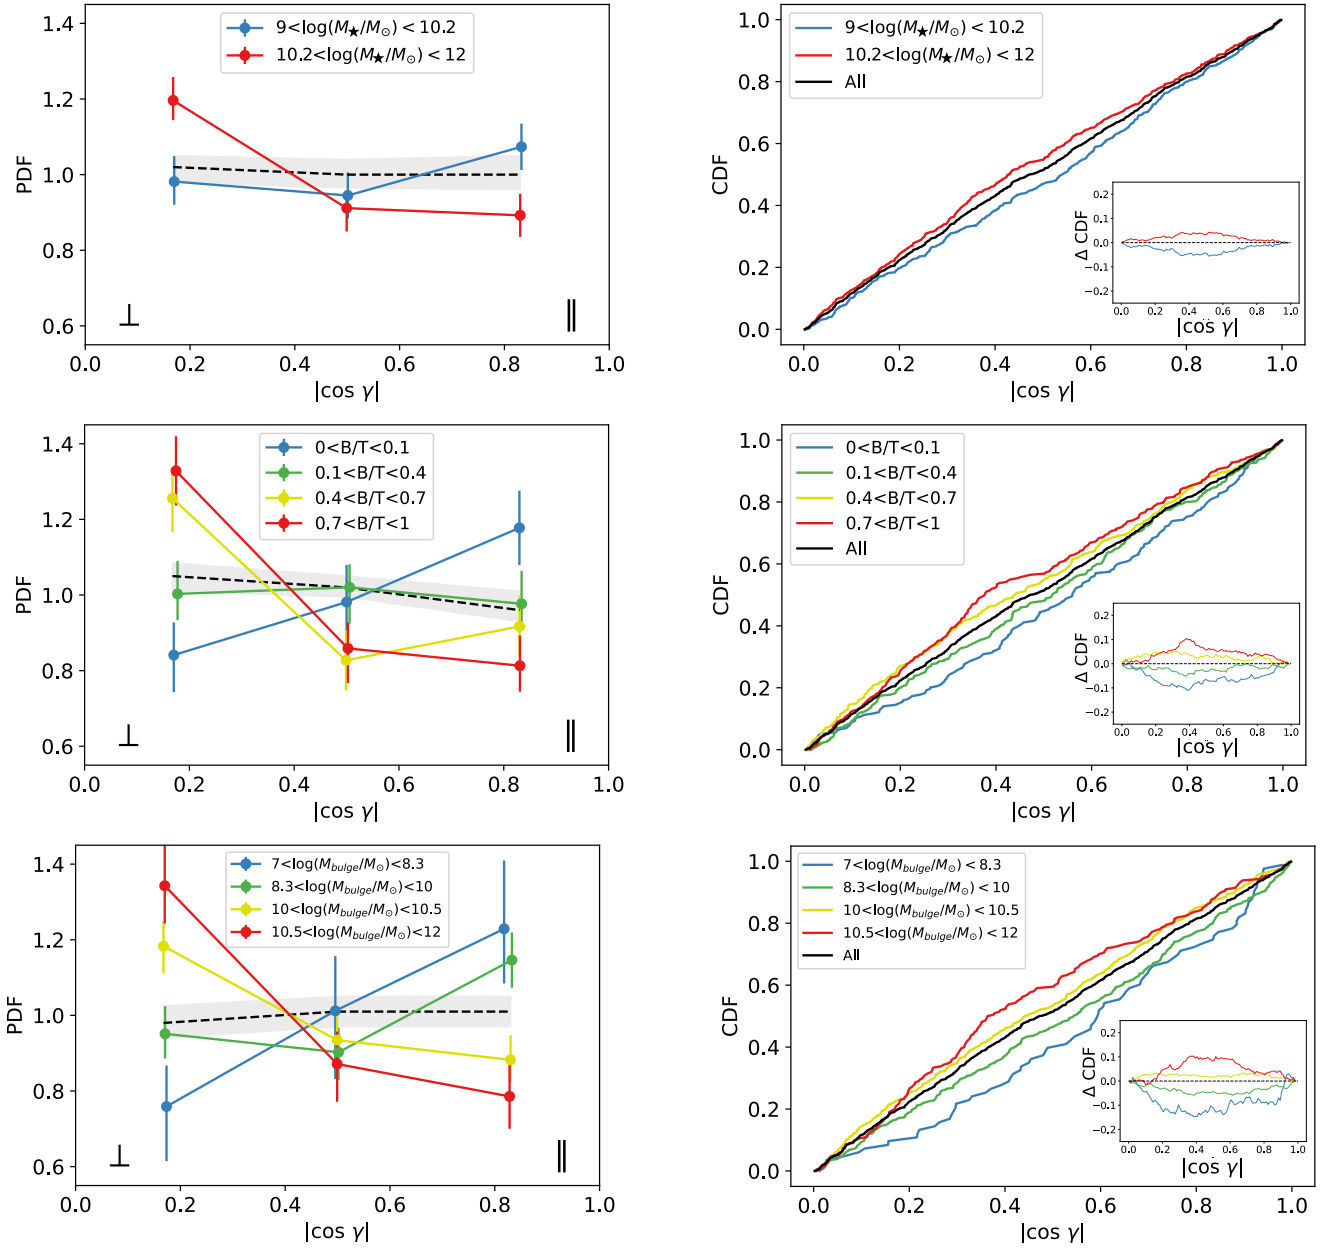 1.4
1.2
1.0
0.8
0.6
PDF
9<log(M★/M⊙)<10.2
10.2<log(M★/M⊙)<12
⊥
∥
0.0 0.2 0.4 0.6 0.8 1.0
|cos γ|
1.0
0.8
0.6
0.4
0.2
0.0
CDF
9<log(M★/M⊙)<10.2
10.2<log(M★/M⊙)<12
All
0.2
0.1
0.0
−0.1
−0.2
Δ CDF
0.0 0.2 0.4 0.6 0.8 1.0
|cos γ|
0.0 0.2 0.4 0.6 0.8 1.0
|cos γ|
1.4
1.2
1.0
0.8
0.6
PDF
0<B/T<0.1
0.1<B/T<0.4
0.4<B/T<0.7
0.7<B/T<1
⊥
∥
0.0 0.2 0.4 0.6 0.8 1.0
|cos γ|
1.0
0.8
0.6
0.4
0.2
0.0
CDF
0<B/T<0.1
0.1<B/T<0.4
0.4<B/T<0.7
0.7<B/T<1
All
0.2
0.1
0.0
−0.1
−0.2
Δ CDF
0.0 0.2 0.4 0.6 0.8 1.0
|cos γ|
0.0 0.2 0.4 0.6 0.8 1.0
|cos γ|
1.4
1.2
1.0
0.8
0.6
PDF
7<log(Mbulge/M⊙)<8.3
8.3<log(Mbulge/M⊙)<10
10<log(Mbulge/M⊙)<10.5
10.5<log(Mbulge/M⊙)<12
⊥
∥
0.2 0.4 0.6 0.8 1.0
|cos γ|
1.0
0.8
0.6
0.4
0.2
0.0
CDF
7<log(Mbulge/M⊙)<8.3
8.3<log(Mbulge/M⊙)<10
10<log(Mbulge/M⊙)<10.5
10.5<log(Mbulge/M⊙)<12
All
0.2
0.1
0.0
−0.1
−0.2
Δ CDF
0.0 0.2 0.4 0.6 0.8 1.0
|cos γ|
0.0 0.2 0.4 0.6 0.8 1.0
|cos γ|